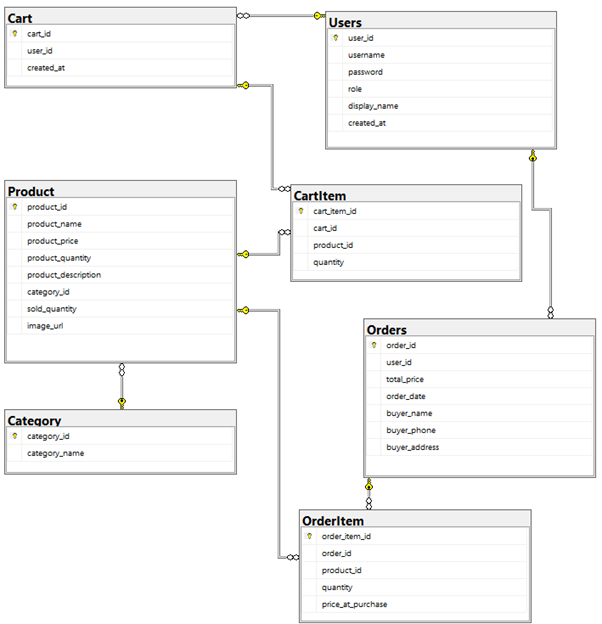 Cart
cart_id
user_id
created_at
Users
user_id
username
password
role
display_name
created_at
Product
product_id
product_name
product_price
product_quantity
product_description
category_id
sold_quantity
image_url
CartItem
cart_item_id
cart_id
product_id
quantity
Orders
order_id
user_id
total_price
order_date
buyer_name
buyer_phone
buyer_address
Category
category_id
category_name
OrderItem
order_item_id
order_id
product_id
quantity
price_at_purchase